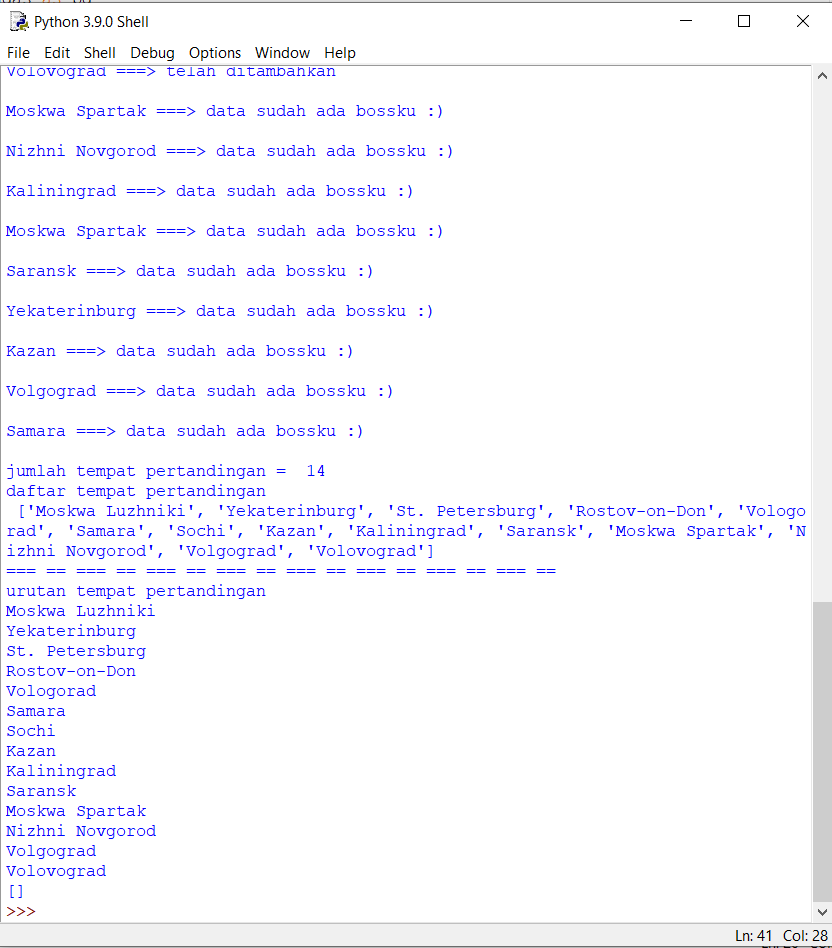 Python 3.9.0 Shell
File Edit Shell Debug Options Window Help
Volovograd ===> telah ditambahkan
Moskwa Spartak ===> data sudah ada bossku :)
Nizhni Novgorod ===> data sudah ada bossku :)
Kaliningrad ===> data sudah ada bossku :)
Moskwa Spartak ===> data sudah ada bossku :)
Saransk ===> data sudah ada bossku :)
Yekaterinburg ===> data sudah ada bossku :)
Kazan ===> data sudah ada bossku :)
Volgograd ===> data sudah ada bossku :)
Samara ===> data sudah ada bossku :)
jumlah tempat pertandingan =  14
daftar tempat pertandingan
 ['Moskwa Luzhniki', 'Yekaterinburg', 'St. Petersburg', 'Rostov-on-Don', 'Vologo
rad', 'Samara', 'Sochi', 'Kazan', 'Kaliningrad', 'Saransk', 'Moskwa Spartak', 'N
izhni Novgorod', 'Volgograd', 'Volovograd']
=== == === == === == === == === == === == === == === ==
urutan tempat pertandingan
Moskwa Luzhniki
Yekaterinburg
St. Petersburg
Rostov-on-Don
Vologorad
Samara
Sochi
Kazan
Kaliningrad
Saransk
Moskwa Spartak
Nizhni Novgorod
Volgograd
Volovograd
[]
>>>
Ln: 41 Col: 28